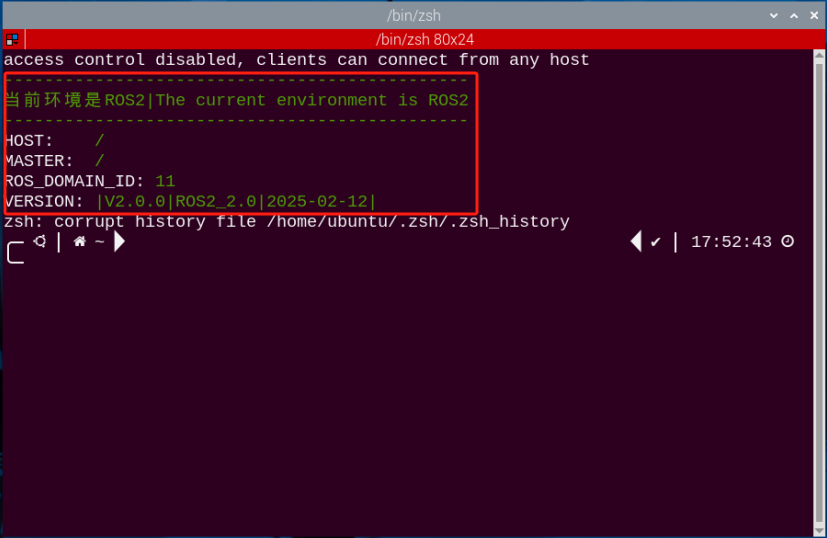 /bin/zsh
/bin/zsh 80x24
access control disabled, clients can connect from any host
----------------------------------------------
当前环境是ROS2|The current environment is ROS2
----------------------------------------------
HOST: /
MASTER: /
ROS_DOMAIN_ID: 11
VERSION: |V2.0.0|ROS2_2.0|2025-02-12|
zsh: corrupt history file /home/ubuntu/.zsh/.zsh_history
~ ✔ 17:52:43